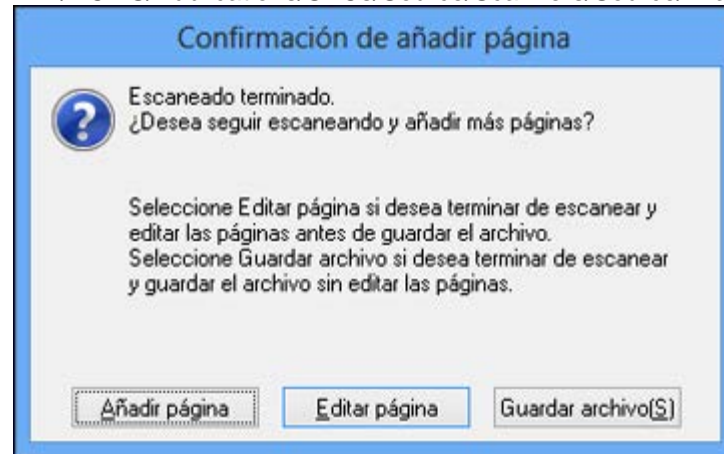 Confirmación de añadir página
Escaneado terminado.
¿Desea seguir escaneando y añadir más páginas?
Seleccione Editar página si desea terminar de escanear y
editar las páginas antes de guardar el archivo.
Seleccione Guardar archivo si desea terminar de escanear
y guardar el archivo sin editar las páginas.
Añadir página
Editar página
Guardar archivo(S)